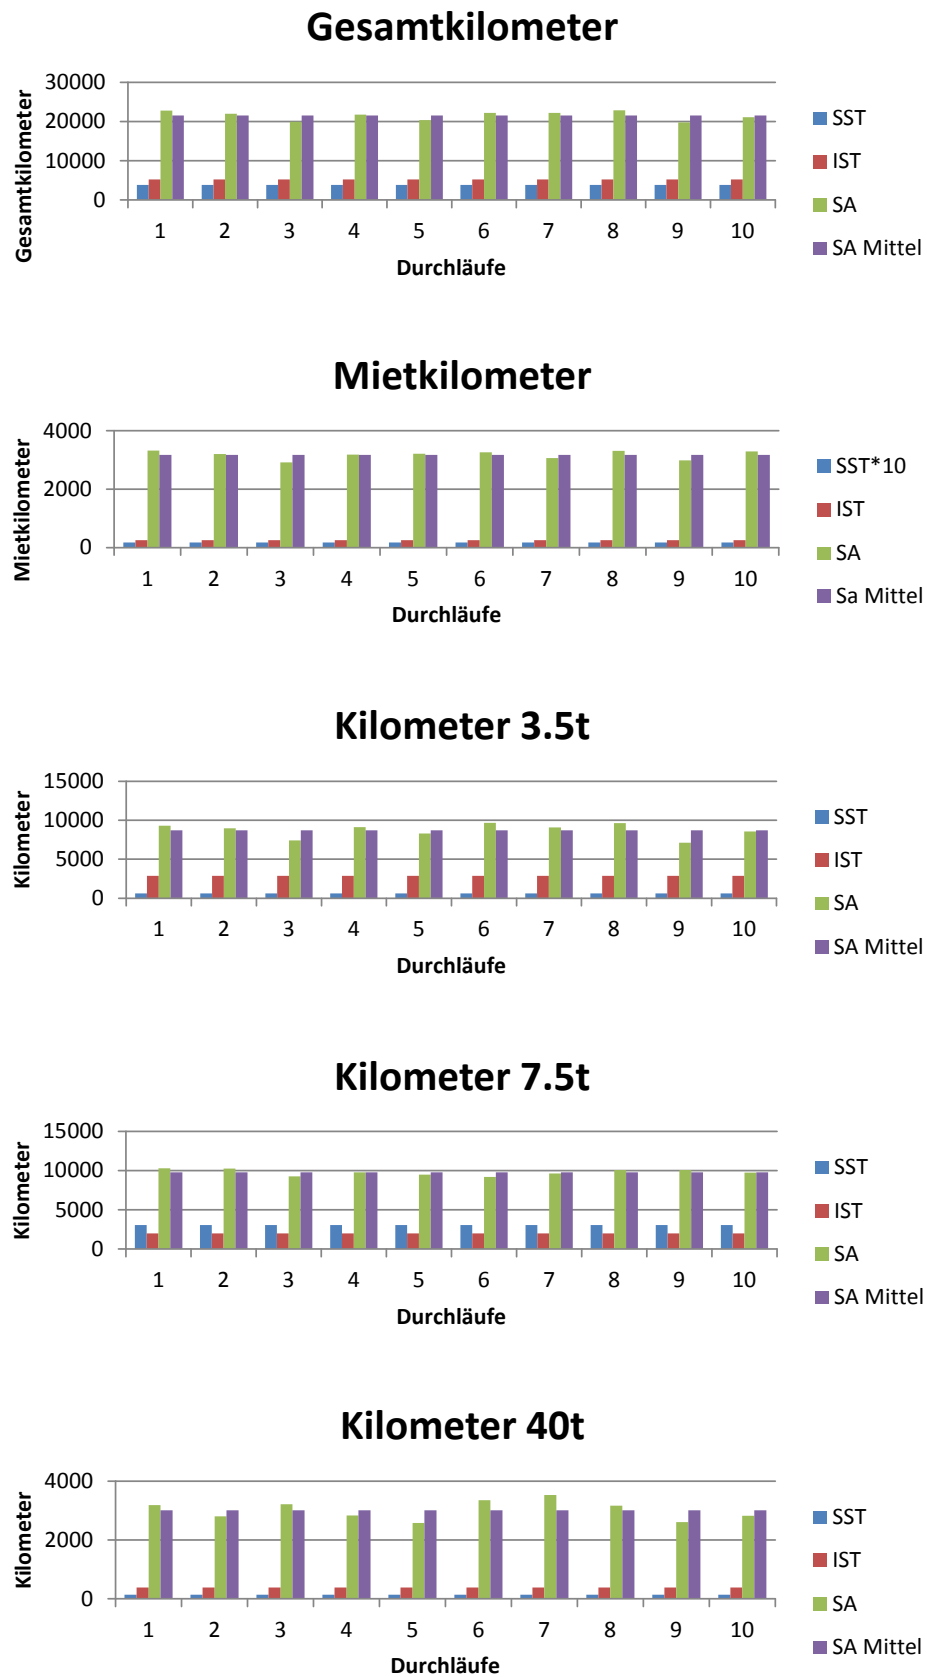 Gesamtkilometer
Gesamtkilometer
30000
20000
10000
0
1 2 3 4 5 6 7 8 9 10
Durchläufe
SST
IST
SA
SA Mittel
Mietkilometer
Mietkilometer
4000
2000
0
1 2 3 4 5 6 7 8 9 10
Durchläufe
SST*10
IST
SA
Sa Mittel
Kilometer 3.5t
Kilometer
15000
10000
5000
0
1 2 3 4 5 6 7 8 9 10
Durchläufe
SST
IST
SA
SA Mittel
Kilometer 7.5t
Kilometer
15000
10000
5000
0
1 2 3 4 5 6 7 8 9 10
Durchläufe
SST
IST
SA
SA Mittel
Kilometer 40t
Kilometer
4000
2000
0
1 2 3 4 5 6 7 8 9 10
Durchläufe
SST
IST
SA
SA Mittel